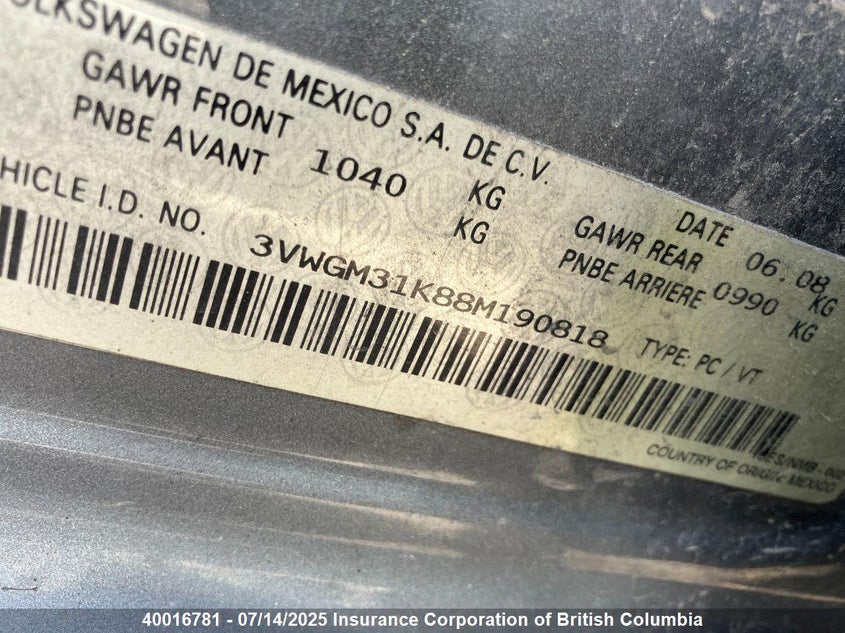 OLKSWAGEN DE MEXICO S.A. DE C.V.
GAWR FRONT
PNBE AVANT 1040 KG
KG
DATE 06.08
GAWR REAR
PNBE ARRIERE 0990 KG
KG
HICLE I.D. NO. 3VWGM31K88M190818 TYPE: PC / VT
COUNTRY OF ORIGIN: MEXICO
40016781 - 07/14/2025 Insurance Corporation of British Columbia